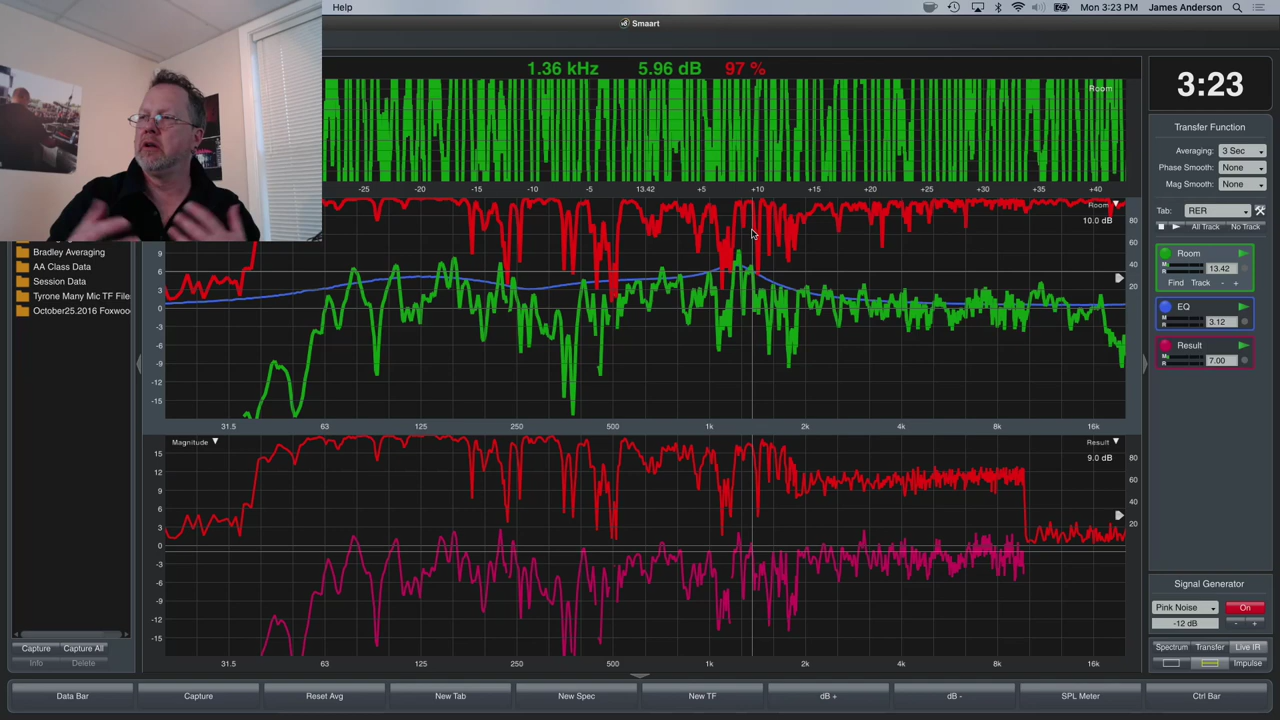 Help
Mon 3:23 PM James Anderson
Smaart
1.36 kHz 5.96 dB 97 %
Room
-25 -20 -15 -10 -5 13.42 +5 +10 +15 +20 +25 +30 +35 +40
Room
10.0 dB
80
60
40
20
9
6
3
0
-3
-6
-9
-12
-15
31.5 63 125 250 500 1k 2k 4k 8k 16k
Magnitude
Result
9.0 dB
15
12
9
6
3
0
-3
-6
-9
-12
-15
80
60
40
20
31.5 63 125 250 500 1k 2k 4k 8k 16k
Bradley Averaging
AA Class Data
Session Data
Tyrone Many Mic TF File
October25.2016 Foxwoo
Capture Capture All
Info Delete
3:23
Transfer Function
Averaging: 3 Sec
Phase Smooth: None
Mag Smooth: None
Tab: RER
All Track No Track
Room
M
R
13.42
Find Track - +
EQ
M
R
3.12
Result
M
R
7.00
Signal Generator
Pink Noise On
-12 dB - +
Spectrum Transfer Live IR
Impulse
Data Bar Capture Reset Avg New Tab New Spec New TF dB + dB - SPL Meter Ctrl Bar